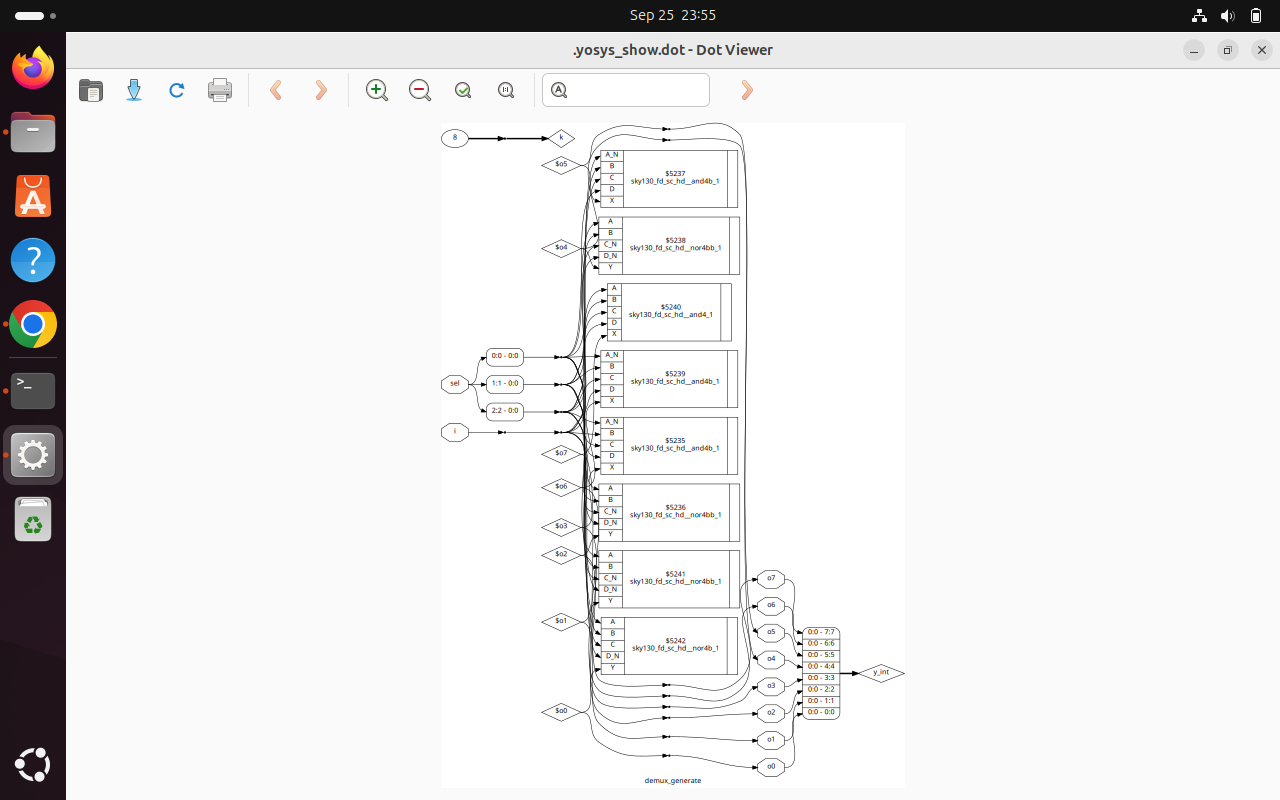 Sep 25 23:55
.yosys_show.dot - Dot Viewer
8
k
$o5
A_N
B
C
D
X
$5237
sky130_fd_sc_hd__and4b_1
$o4
A
B
C_N
D_N
Y
$5238
sky130_fd_sc_hd__nor4bb_1
A
B
C
D
X
$5240
sky130_fd_sc_hd__and4_1
sel
0:0 - 0:0
1:1 - 0:0
2:2 - 0:0
i
A_N
B
C
D
X
$5239
sky130_fd_sc_hd__and4b_1
$o7
A_N
B
C
D
X
$5235
sky130_fd_sc_hd__and4b_1
$o6
$o3
A
B
C_N
D_N
Y
$5236
sky130_fd_sc_hd__nor4bb_1
$o2
A
B
C_N
D_N
Y
$5241
sky130_fd_sc_hd__nor4bb_1
$o1
A
B
C
D_N
Y
$5242
sky130_fd_sc_hd__nor4b_1
$o0
o7
o6
o5
o4
o3
o2
o1
o0
0:0 - 7:7
0:0 - 6:6
0:0 - 5:5
0:0 - 4:4
0:0 - 3:3
0:0 - 2:2
0:0 - 1:1
0:0 - 0:0
y_int
demux_generate